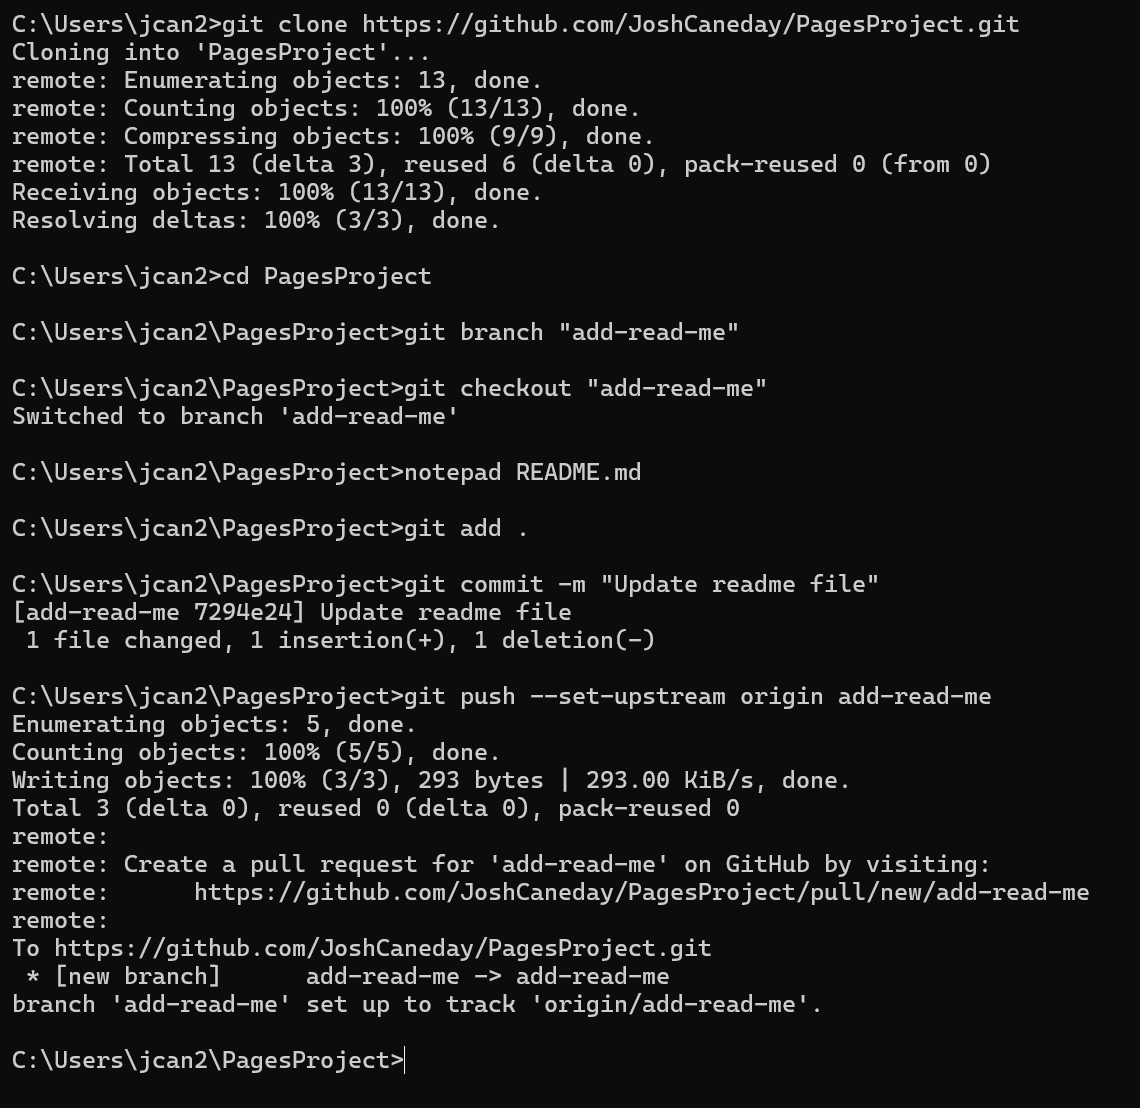 C:\Users\jcan2>git clone https://github.com/JoshCaneday/PagesProject.git
Cloning into 'PagesProject'...
remote: Enumerating objects: 13, done.
remote: Counting objects: 100% (13/13), done.
remote: Compressing objects: 100% (9/9), done.
remote: Total 13 (delta 3), reused 6 (delta 0), pack-reused 0 (from 0)
Receiving objects: 100% (13/13), done.
Resolving deltas: 100% (3/3), done.
C:\Users\jcan2>cd PagesProject
C:\Users\jcan2\PagesProject>git branch "add-read-me"
C:\Users\jcan2\PagesProject>git checkout "add-read-me"
Switched to branch 'add-read-me'
C:\Users\jcan2\PagesProject>notepad README.md
C:\Users\jcan2\PagesProject>git add .
C:\Users\jcan2\PagesProject>git commit -m "Update readme file"
[add-read-me 7294e24] Update readme file
 1 file changed, 1 insertion(+), 1 deletion(-)
C:\Users\jcan2\PagesProject>git push --set-upstream origin add-read-me
Enumerating objects: 5, done.
Counting objects: 100% (5/5), done.
Writing objects: 100% (3/3), 293 bytes | 293.00 KiB/s, done.
Total 3 (delta 0), reused 0 (delta 0), pack-reused 0
remote:
remote: Create a pull request for 'add-read-me' on GitHub by visiting:
remote:      https://github.com/JoshCaneday/PagesProject/pull/new/add-read-me
remote:
To https://github.com/JoshCaneday/PagesProject.git
 * [new branch]      add-read-me -> add-read-me
branch 'add-read-me' set up to track 'origin/add-read-me'.
C:\Users\jcan2\PagesProject>